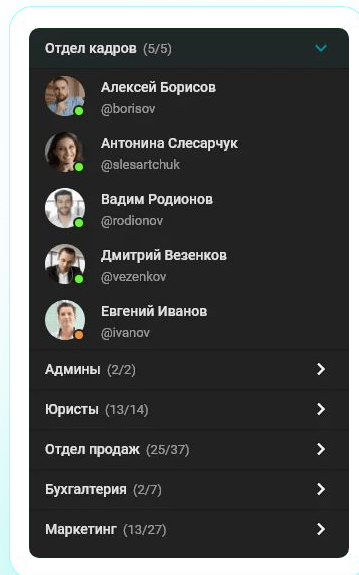 Отдел кадров (5/5)
Алексей Борисов
@borisov
Антонина Слесарчук
@slesartchuk
Вадим Родионов
@rodionov
Дмитрий Везенков
@vezenkov
Евгений Иванов
@ivanov
Админы (2/2)
Юристы (13/14)
Отдел продаж (25/37)
Бухгалтерия (2/7)
Маркетинг (13/27)